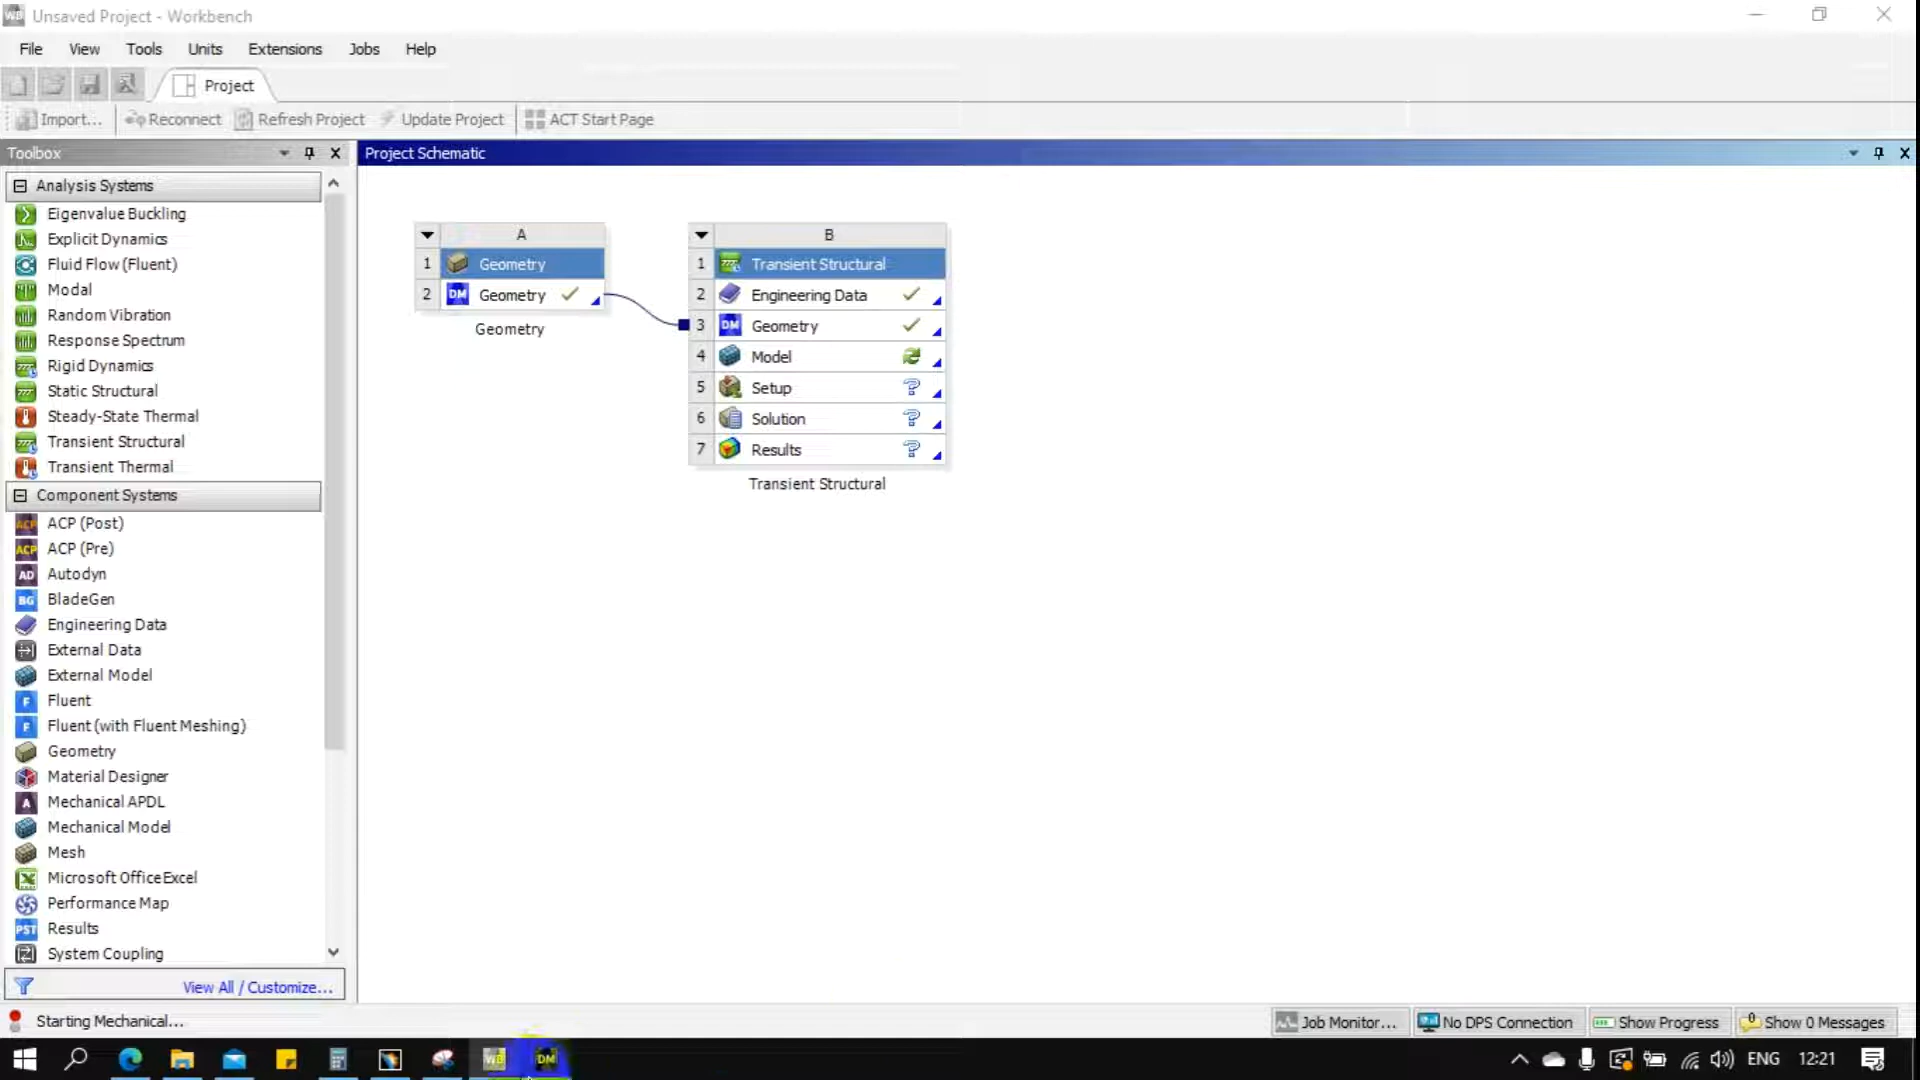 Unsaved Project - Workbench
File View Tools Units Extensions Jobs Help
Project
Import... Reconnect Refresh Project Update Project ACT Start Page
Toolbox
Project Schematic
Analysis Systems
Eigenvalue Buckling
Explicit Dynamics
Fluid Flow (Fluent)
Modal
Random Vibration
Response Spectrum
Rigid Dynamics
Static Structural
Steady-State Thermal
Transient Structural
Transient Thermal
Component Systems
ACP (Post)
ACP (Pre)
Autodyn
BladeGen
Engineering Data
External Data
External Model
Fluent
Fluent (with Fluent Meshing)
Geometry
Material Designer
Mechanical APDL
Mechanical Model
Mesh
Microsoft Office Excel
Performance Map
Results
System Coupling
View All / Customize...
A
1 Geometry
2 DM Geometry
Geometry
B
1 Transient Structural
2 Engineering Data
3 DM Geometry
4 Model
5 Setup
6 Solution
7 Results
Transient Structural
Starting Mechanical...
Job Monitor... No DPS Connection Show Progress Show 0 Messages
WB DM ENG 12:21